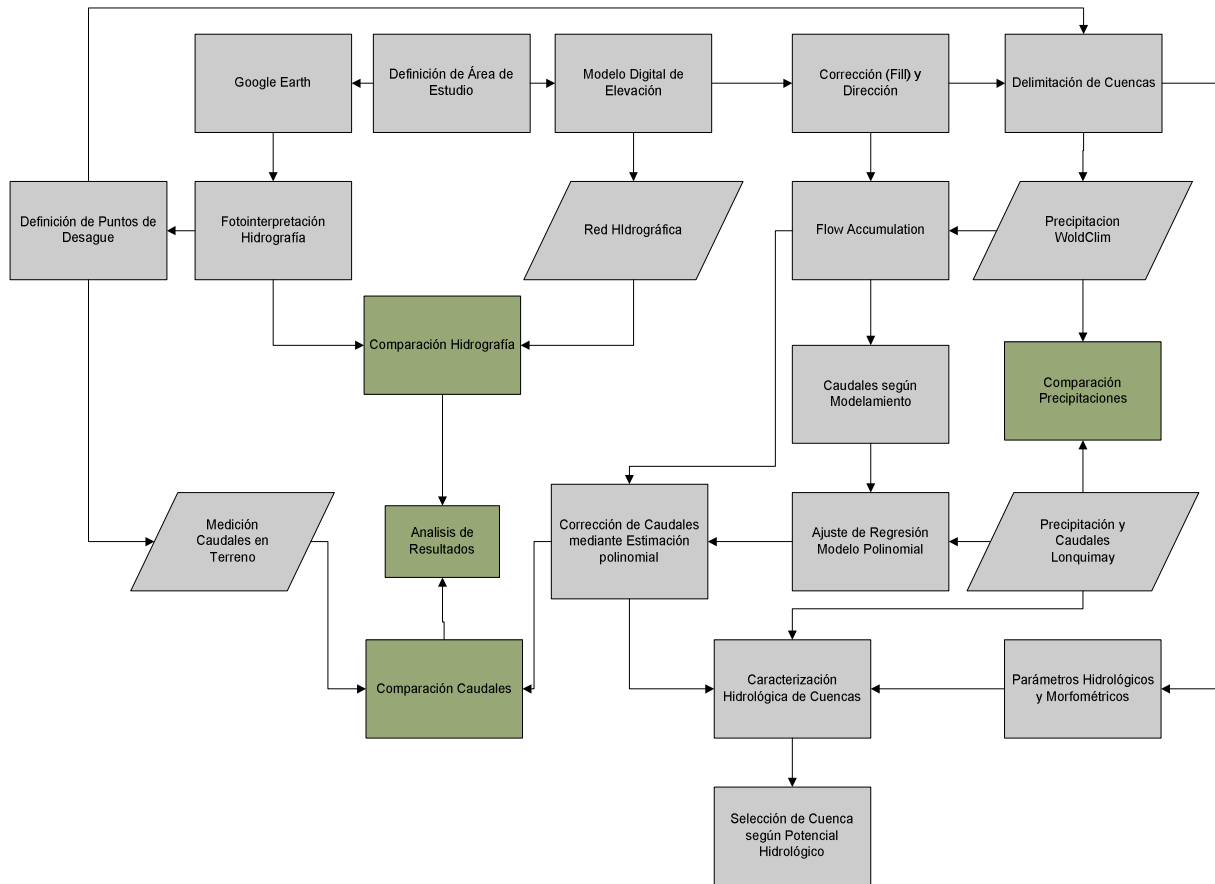 Google Earth
Definición de Área de
Estudio
Modelo Digital de
Elevación
Corrección (Fill) y
Dirección
Delimitación de Cuencas
Definición de Puntos de
Desague
Fotointerpretación
Hidrografía
Red HIdrográfica
Flow Accumulation
Precipitacion
WoldClim
Comparación Hidrografía
Caudales según
Modelamiento
Comparación
Precipitaciones
Medición
Caudales en
Terreno
Analisis de
Resultados
Corrección de Caudales
mediante Estimación
polinomial
Ajuste de Regresión
Modelo Polinomial
Precipitación y
Caudales
Lonquimay
Comparación Caudales
Caracterización
Hidrológica de Cuencas
Parámetros Hidrológicos
y Morfométricos
Selección de Cuenca
según Potencial
Hidrológico